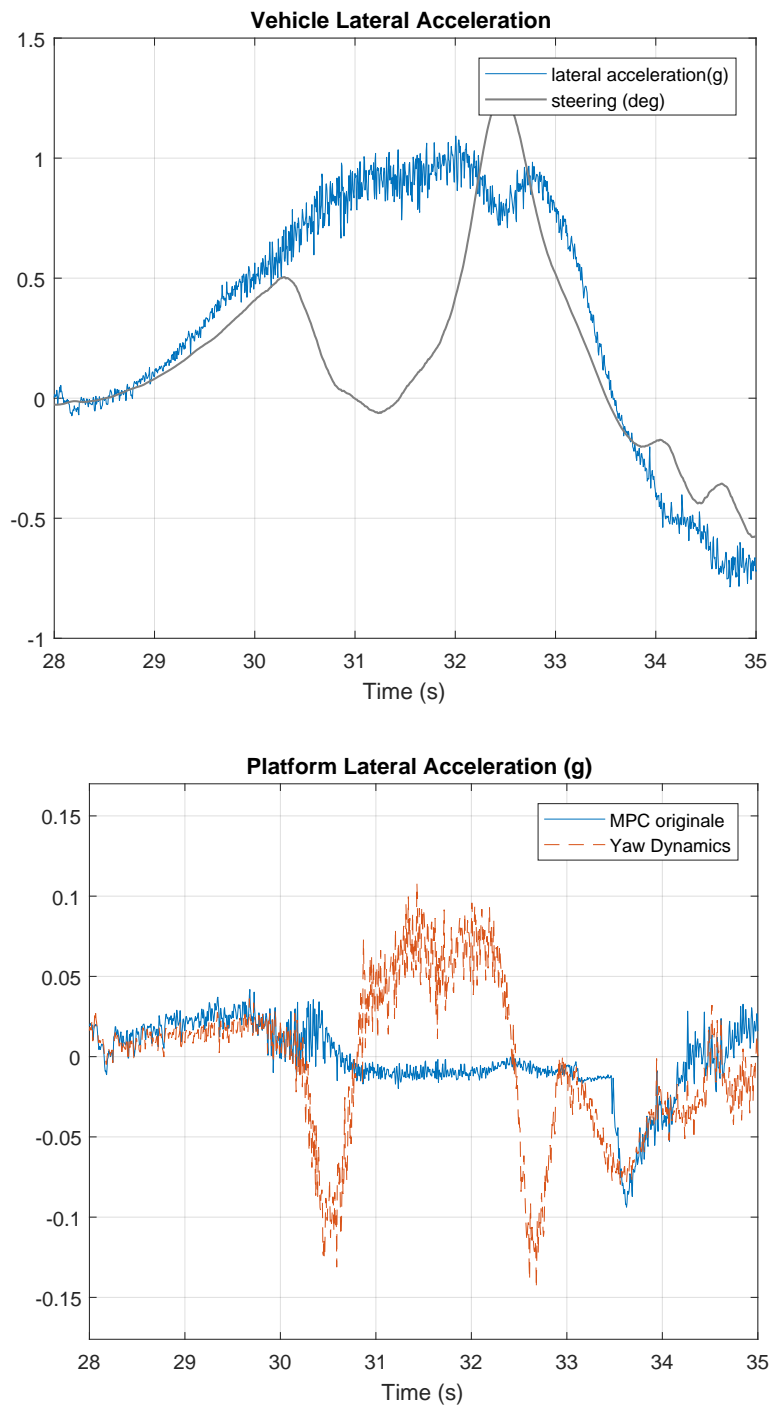 Vehicle Lateral Acceleration
1.5
lateral acceleration(g)
steering (deg)
1
0.5
0
-0.5
-1
28 29 30 31 32 33 34 35
Time (s)
Platform Lateral Acceleration (g)
0.15
MPC originale
Yaw Dynamics
0.1
0.05
0
-0.05
-0.1
-0.15
28 29 30 31 32 33 34 35
Time (s)